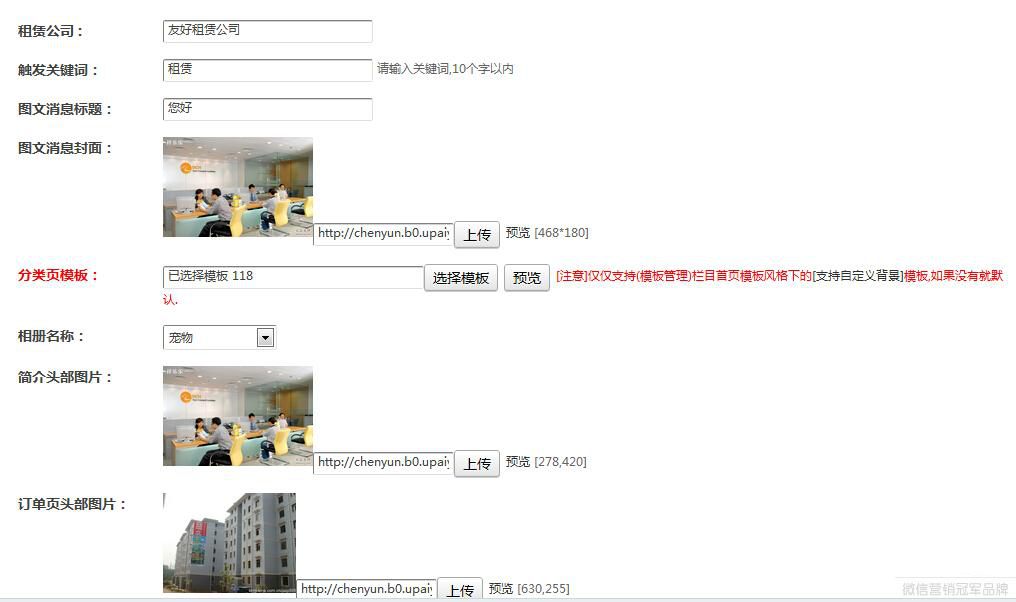 租赁公司： 友好租赁公司
触发关键词： 租赁 请输入关键词,10个字以内
图文消息标题： 您好
图文消息封面：
http://chenyun.b0.upaiy 上传 预览 [468*180]
分类页模板： 已选择模板 118 选择模板 预览 [注意]仅仅支持(模板管理)栏目首页模板风格下的[支持自定义背景]模板,如果没有就默
认.
相册名称： 宠物
简介头部图片：
http://chenyun.b0.upaiy 上传 预览 [278,420]
订单页头部图片：
http://chenyun.b0.upaiy 上传 预览 [630,255]
微信营销冠军品牌